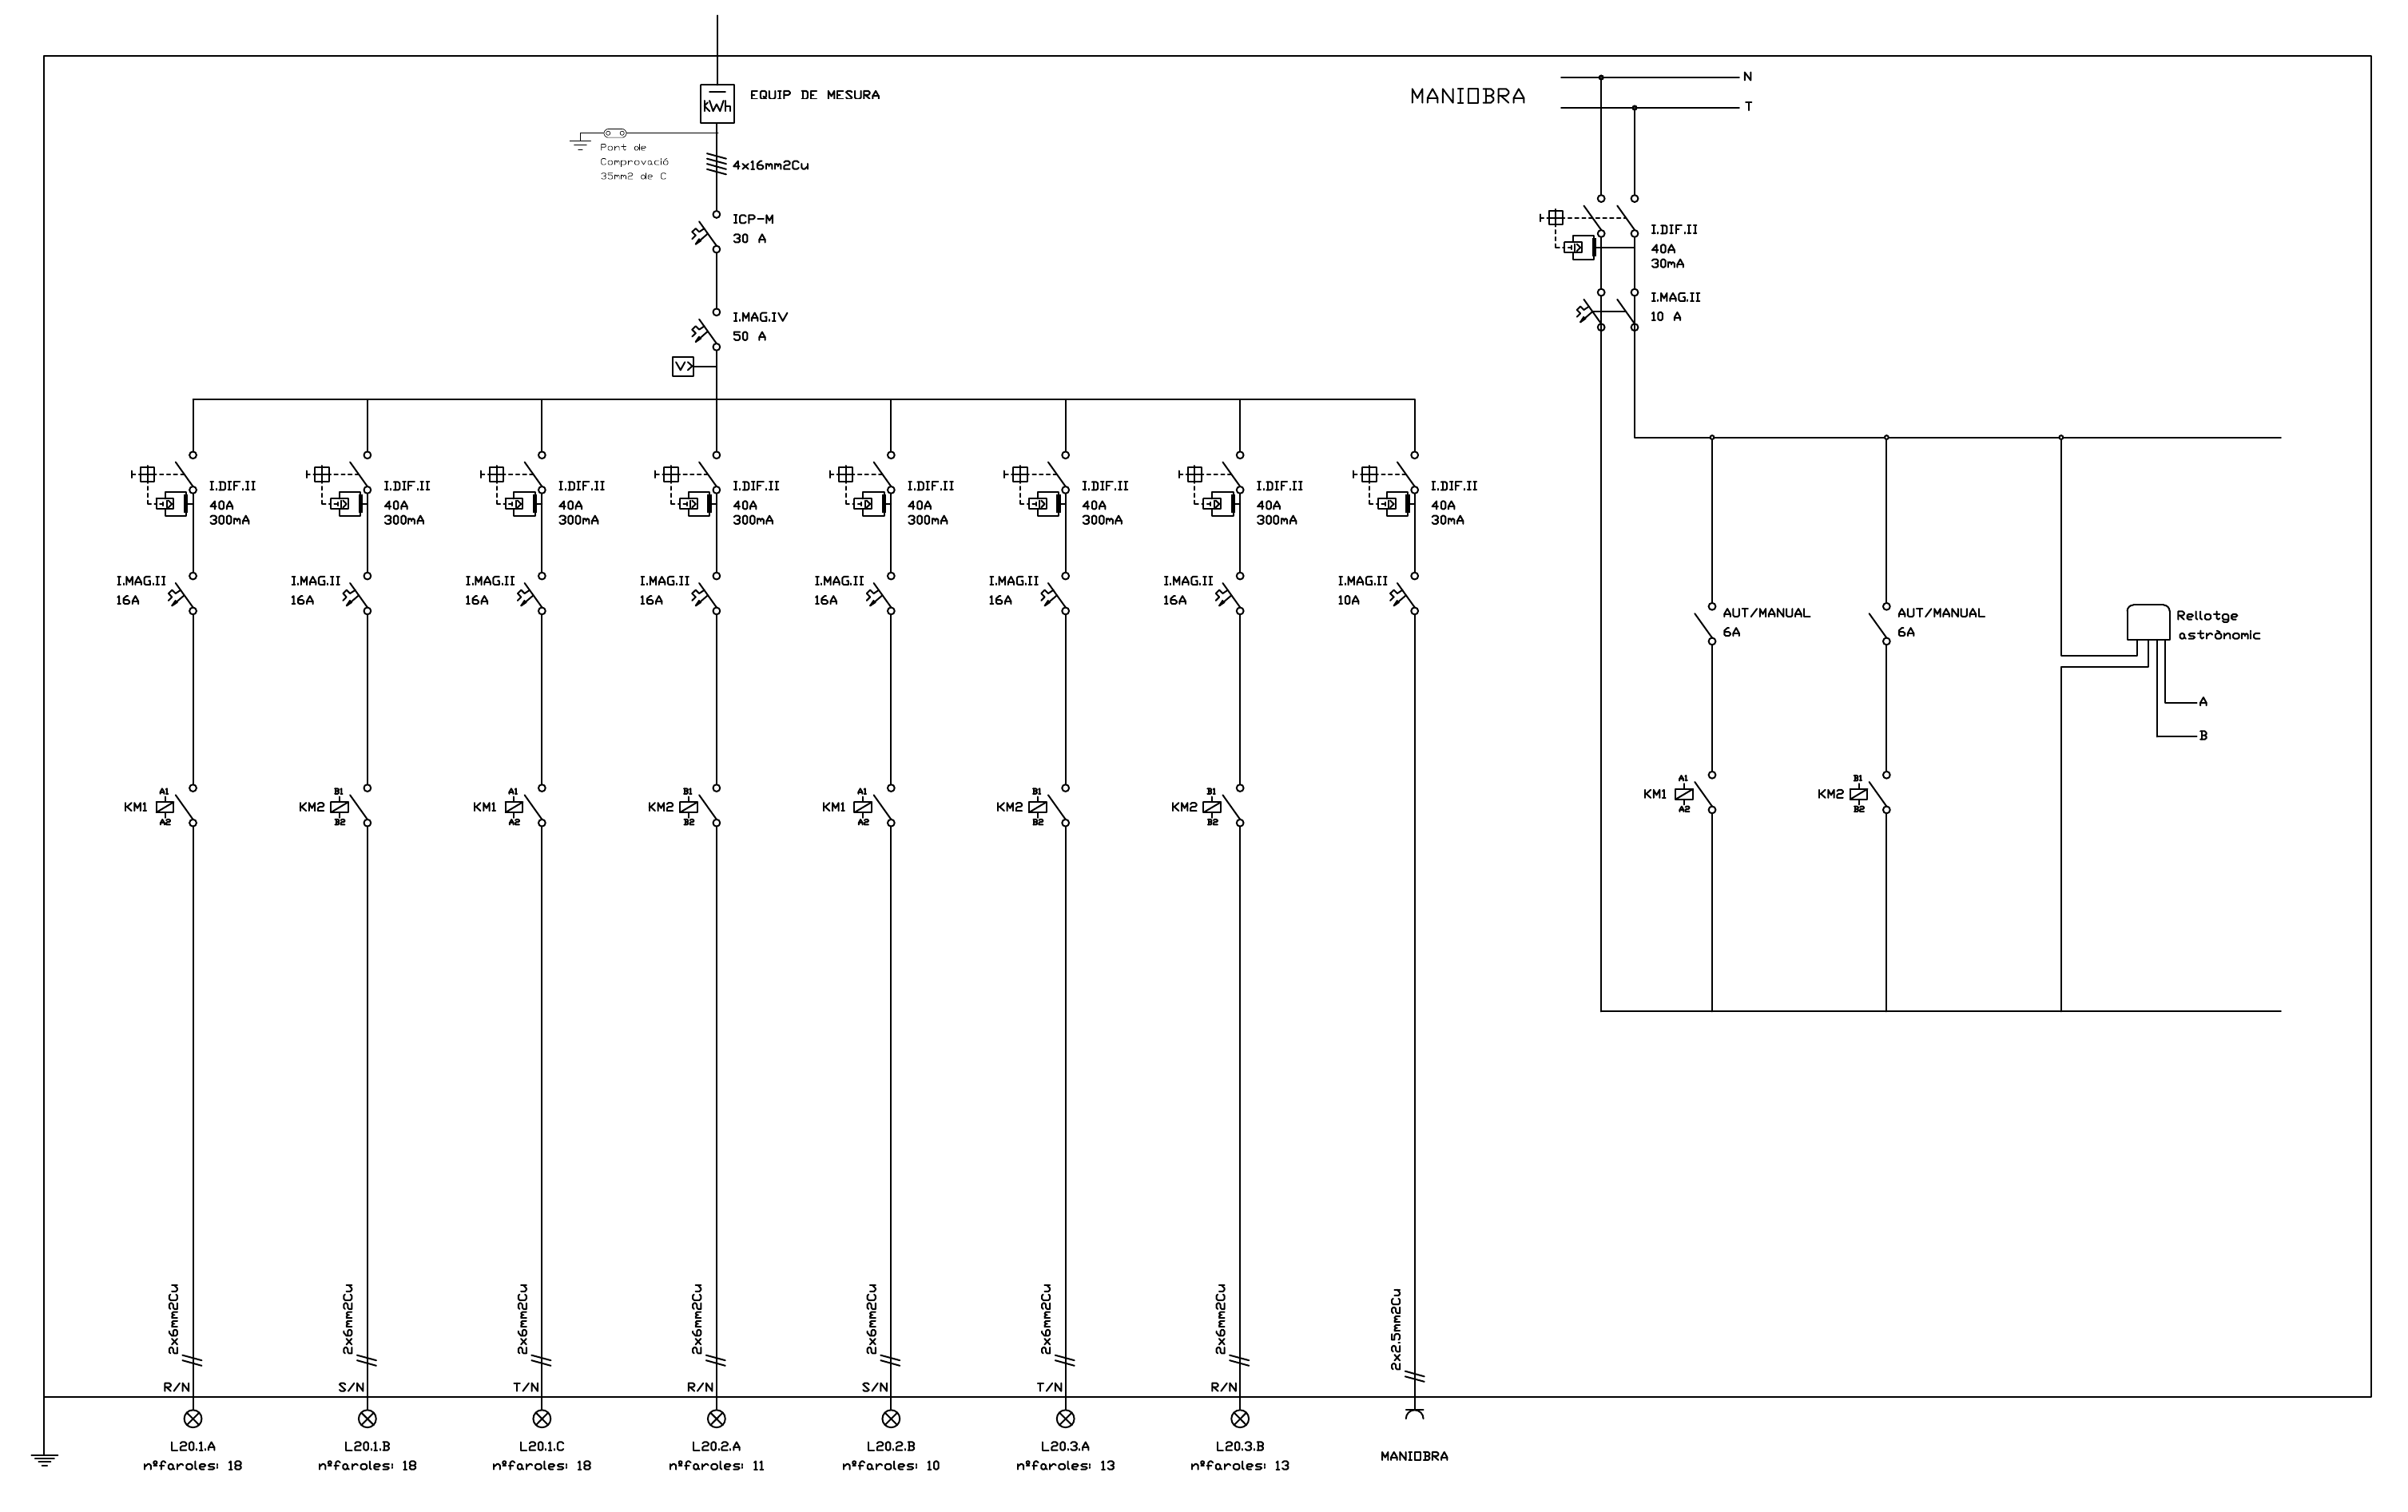 EQUIP DE MESURA
KWh
Pont de
Comprovació
35mm2 de C
4x16mm2Cu
ICP-M
30 A
I.MAG.IV
50 A
V>
MANIOBRA
N
T
I.DIF.II
40A
30mA
I.MAG.II
10 A
I.DIF.II
40A
300mA
I.DIF.II
40A
300mA
I.DIF.II
40A
300mA
I.DIF.II
40A
300mA
I.DIF.II
40A
300mA
I.DIF.II
40A
300mA
I.DIF.II
40A
300mA
I.DIF.II
40A
30mA
I.MAG.II
16A
I.MAG.II
16A
I.MAG.II
16A
I.MAG.II
16A
I.MAG.II
16A
I.MAG.II
16A
I.MAG.II
16A
I.MAG.II
10A
AUT/MANUAL
6A
AUT/MANUAL
6A
Rellotge
astrònomic
A
B
A1
KM1
A2
B1
KM2
B2
A1
KM1
A2
B1
KM2
B2
A1
KM1
A2
B1
KM2
B2
B1
KM2
B2
A1
KM1
A2
B1
KM2
B2
2x6mm2Cu
2x6mm2Cu
2x6mm2Cu
2x6mm2Cu
2x6mm2Cu
2x6mm2Cu
2x6mm2Cu
2x2.5mm2Cu
R/N
S/N
T/N
R/N
S/N
T/N
R/N
L20.1.A
nºfaroles: 18
L20.1.B
nºfaroles: 18
L20.1.C
nºfaroles: 18
L20.2.A
nºfaroles: 11
L20.2.B
nºfaroles: 10
L20.3.A
nºfaroles: 13
L20.3.B
nºfaroles: 13
MANIOBRA